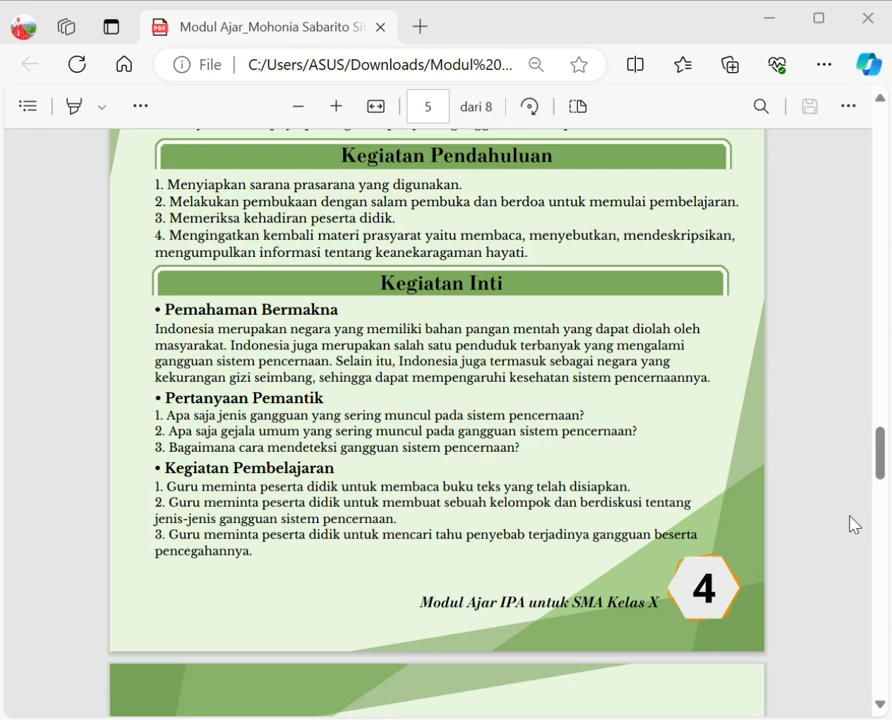 Modul Ajar_Mohonia Sabarito Sit
File
C:/Users/ASUS/Downloads/Modul%20...
5
dari 8
Kegiatan Pendahuluan
1. Menyiapkan sarana prasarana yang digunakan.
2. Melakukan pembukaan dengan salam pembuka dan berdoa untuk memulai pembelajaran.
3. Memeriksa kehadiran peserta didik.
4. Mengingatkan kembali materi prasyarat yaitu membaca, menyebutkan, mendeskripsikan,
mengumpulkan informasi tentang keanekaragaman hayati.
Kegiatan Inti
• Pemahaman Bermakna
Indonesia merupakan negara yang memiliki bahan pangan mentah yang dapat diolah oleh
masyarakat. Indonesia juga merupakan salah satu penduduk terbanyak yang mengalami
gangguan sistem pencernaan. Selain itu, Indonesia juga termasuk sebagai negara yang
kekurangan gizi seimbang, sehingga dapat mempengaruhi kesehatan sistem pencernaannya.
• Pertanyaan Pemantik
1. Apa saja jenis gangguan yang sering muncul pada sistem pencernaan?
2. Apa saja gejala umum yang sering muncul pada gangguan sistem pencernaan?
3. Bagaimana cara mendeteksi gangguan sistem pencernaan?
• Kegiatan Pembelajaran
1. Guru meminta peserta didik untuk membaca buku teks yang telah disiapkan.
2. Guru meminta peserta didik untuk membuat sebuah kelompok dan berdiskusi tentang
jenis-jenis gangguan sistem pencernaan.
3. Guru meminta peserta didik untuk mencari tahu penyebab terjadinya gangguan beserta
pencegahannya.
Modul Ajar IPA untuk SMA Kelas X
4